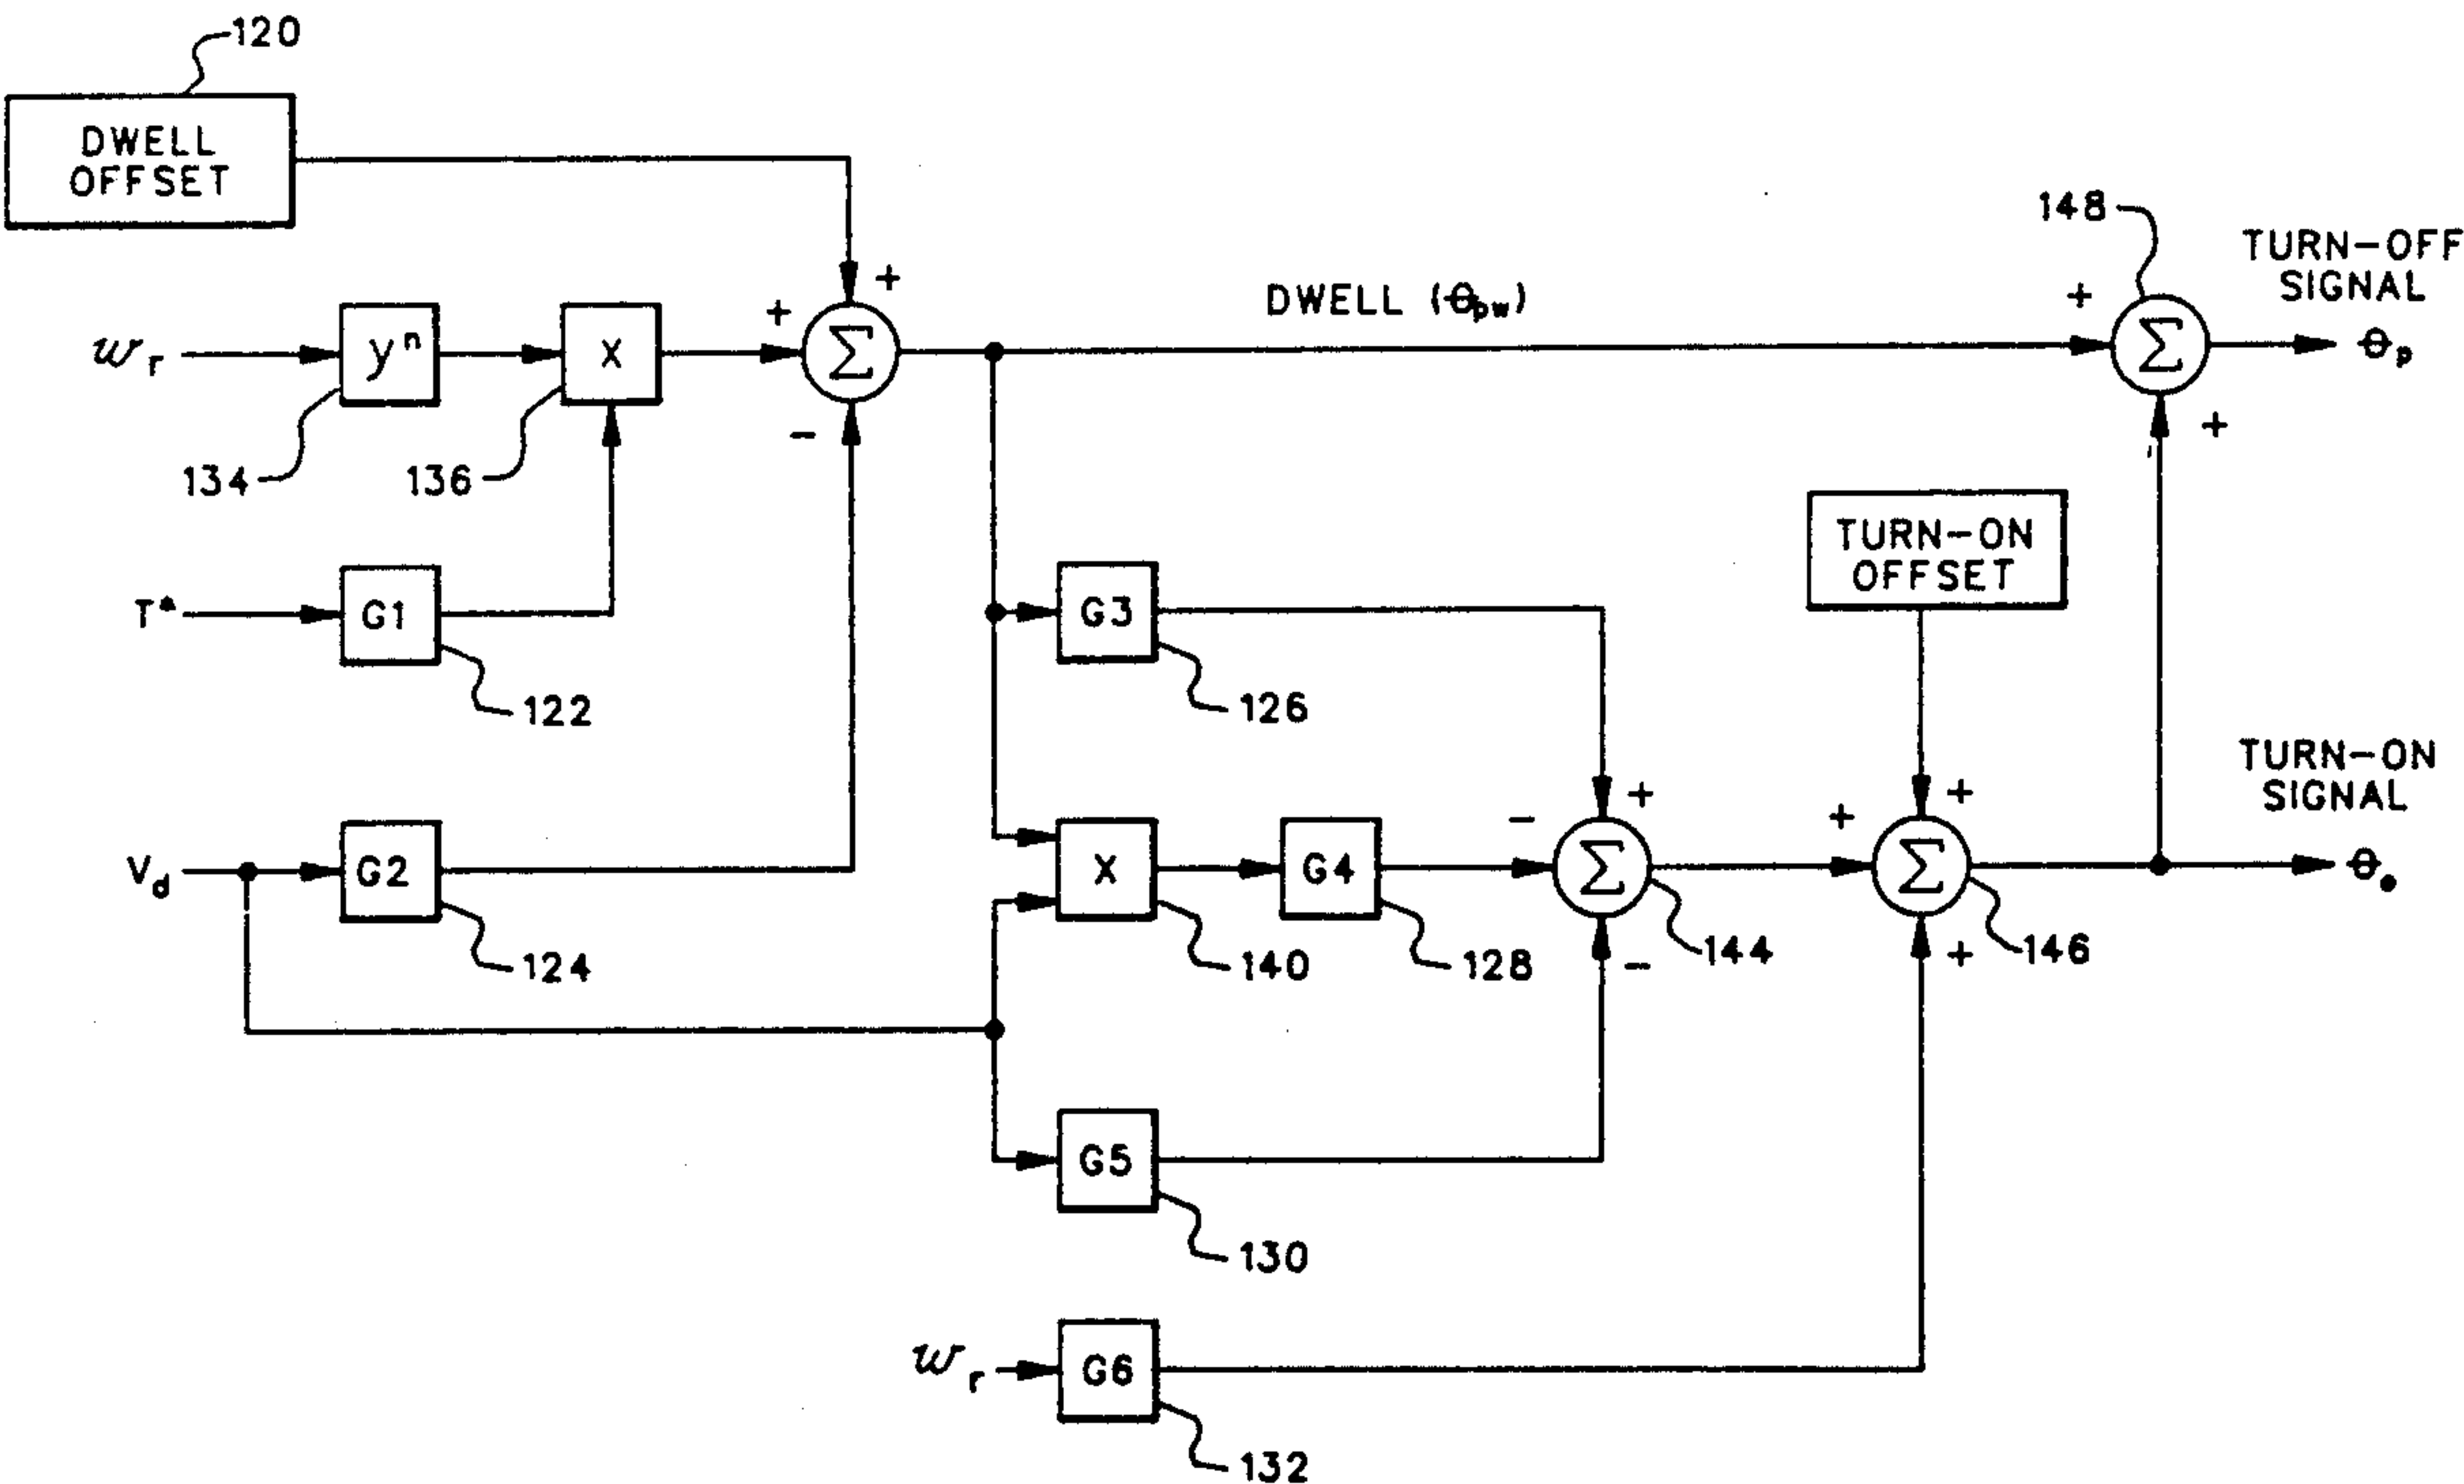 120
DWELL
OFFSET
148
TURN-OFF
SIGNAL
+
+
DWELL (θpw)
+
ωr
yⁿ
X
Σ
Σ
θp
-
+
134
136
TURN-ON
OFFSET
T*
G1
G3
122
126
TURN-ON
SIGNAL
-
+
+
+
Vd
G2
X
G4
Σ
Σ
θo
124
140
128
-
144
+
146
G5
130
ωr
G6
132